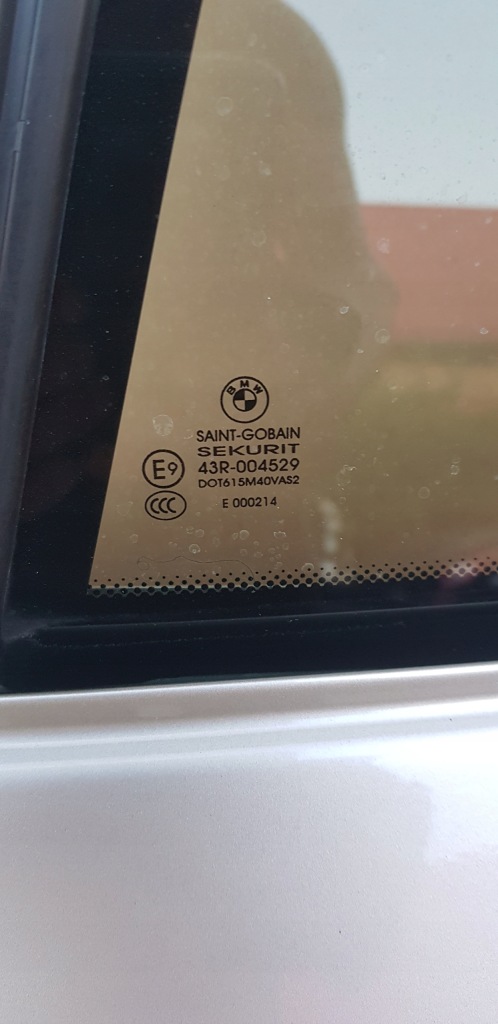 BMW
SAINT-GOBAIN
SEKURIT
E9 43R-004529
DOT615M40VAS2
CCC E 000214